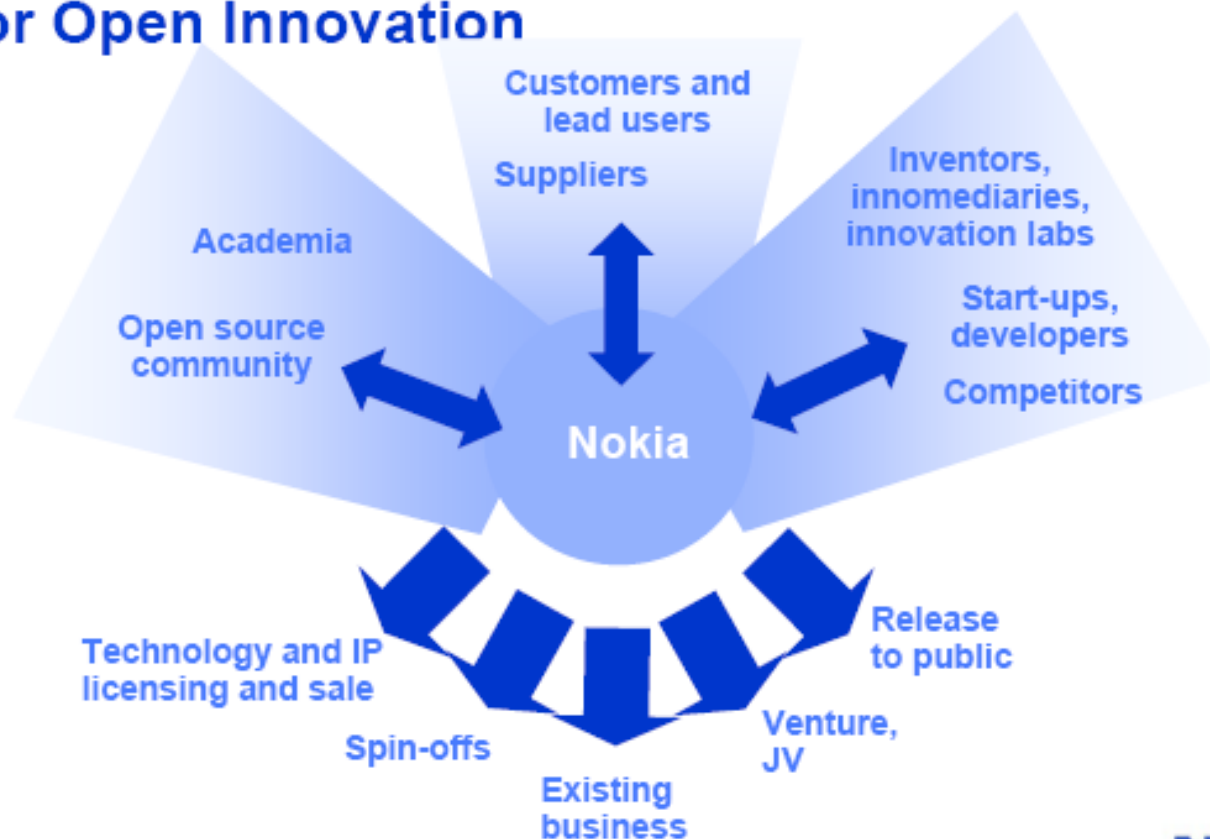 or Open Innovation
Customers and
lead users
Suppliers
Inventors,
innomediaries,
innovation labs
Academia
Start-ups,
developers
Open source
community
Competitors
Nokia
Release
to public
Technology and IP
licensing and sale
Venture,
JV
Spin-offs
Existing
business